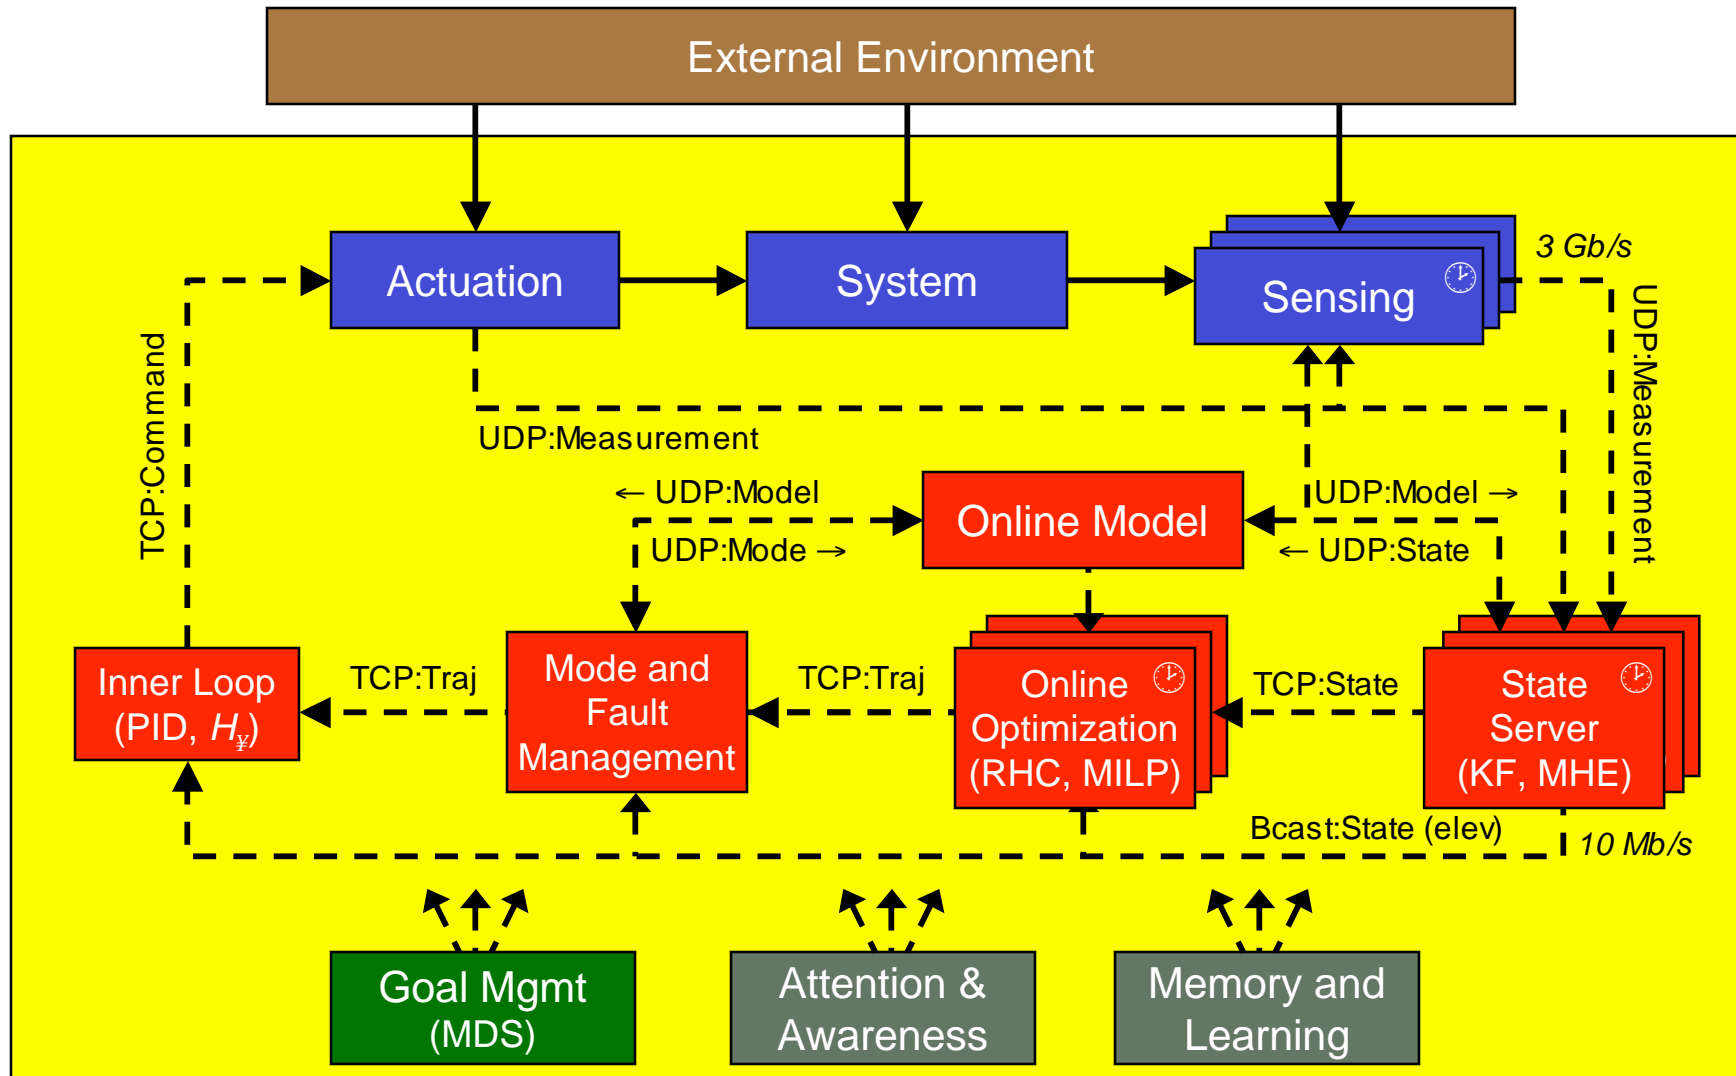 External Environment
Actuation
System
Sensing
3 Gb/s
UDP:Measurement
TCP:Command
UDP:Measurement
← UDP:Model
UDP:Mode →
Online Model
UDP:Model →
← UDP:State
Inner Loop
(PID, H¥)
TCP:Traj
Mode and
Fault
Management
TCP:Traj
Online
Optimization
(RHC, MILP)
TCP:State
State
Server
(KF, MHE)
Bcast:State (elev)
10 Mb/s
Goal Mgmt
(MDS)
Attention &
Awareness
Memory and
Learning